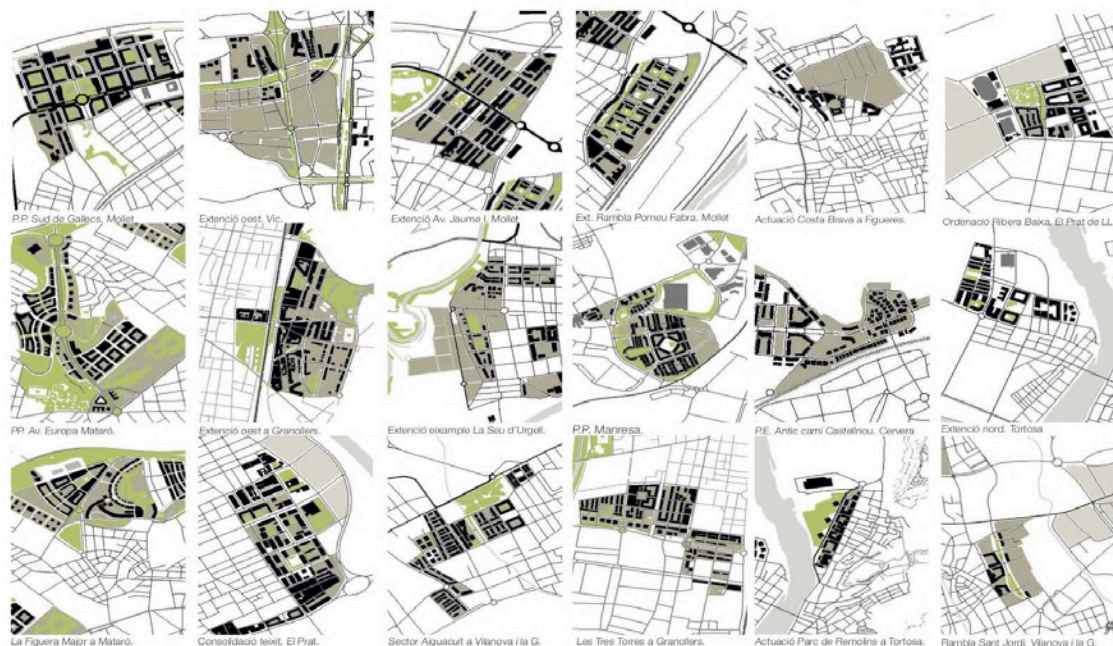 P.P. Sud de Gallecs, Mollet
Extenció oest. Vic.
Extenció Av. Jaume I. Mollet
Ext. Rambla Pomeu Fabra. Mollet
Actuació Costa Brava a Figueres.
Ordenació Ribera Baixa, El Prat de LL
PP. Av. Europa Mataró.
Extenció oest a Granollers.
Extenció eixample La Seu d'Urgell.
P.P. Manresa.
P.E. Antic camí Castellnou. Cervera
Extenció nord. Tortosa
La Figuera Major a Mataró.
Consolidació teixit. El Prat.
Sector Aiguacuit a Vilanova i la G.
Les Tres Torres a Granollers.
Actuació Parc de Remolins a Tortosa.
Rambla Sant Jordi. Vilanova i la G.